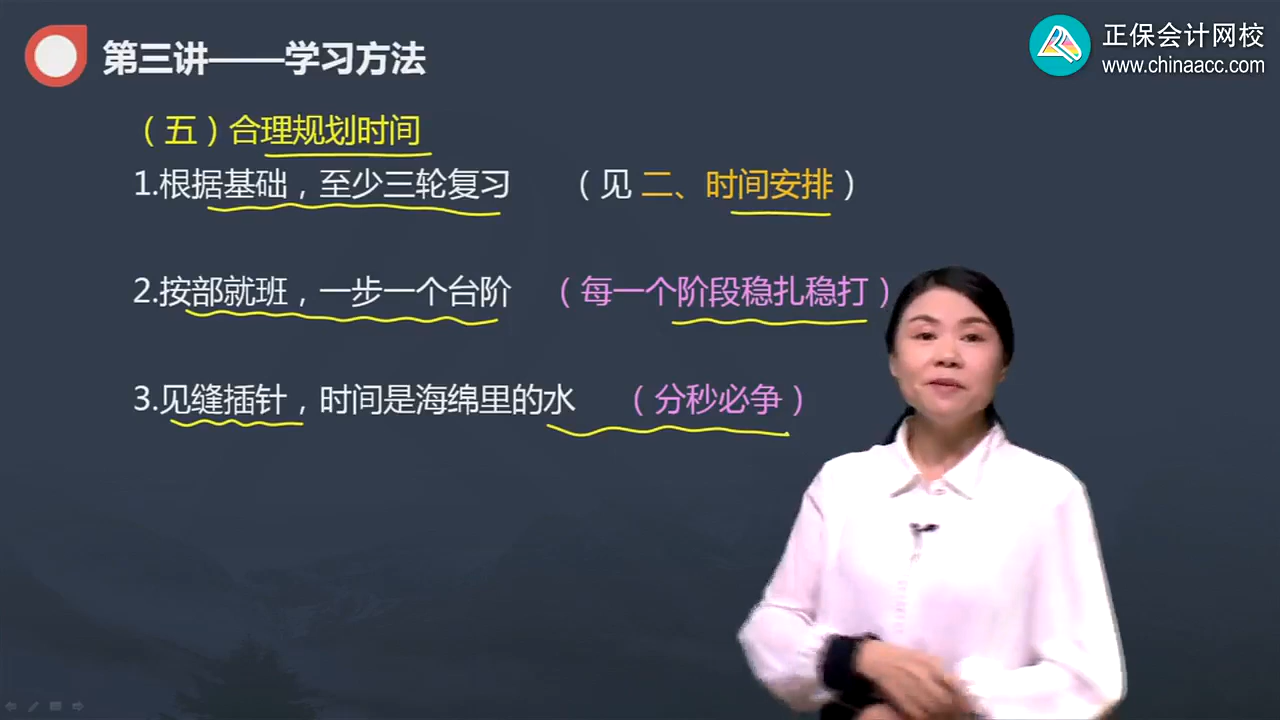 第三讲——学习方法
正保会计网校
www.chinaacc.com
（五）合理规划时间
1.根据基础，至少三轮复习 （见 二、时间安排）
2.按部就班，一步一个台阶 （每一个阶段稳扎稳打）
3.见缝插针，时间是海绵里的水 （分秒必争）